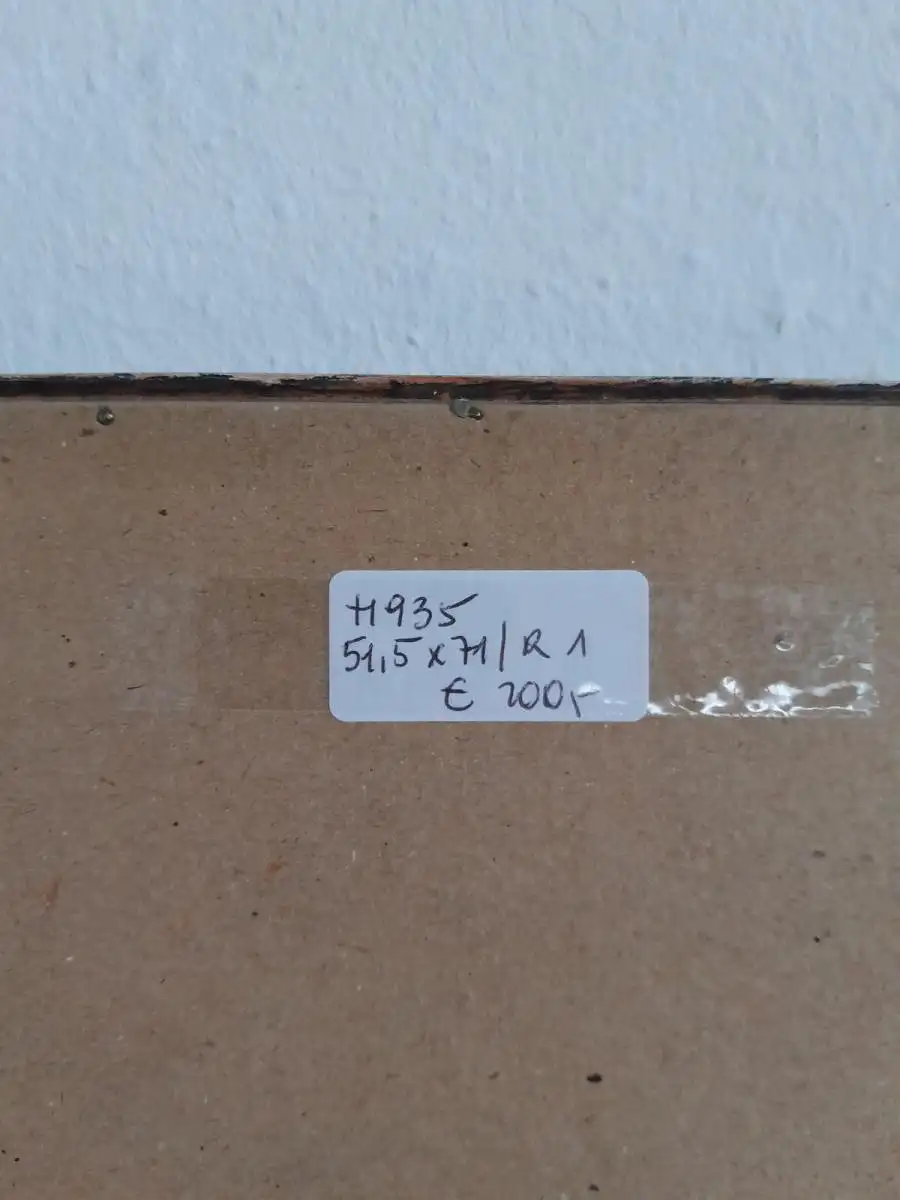 H935
51,5 x 71 / R 1
€ 200,-